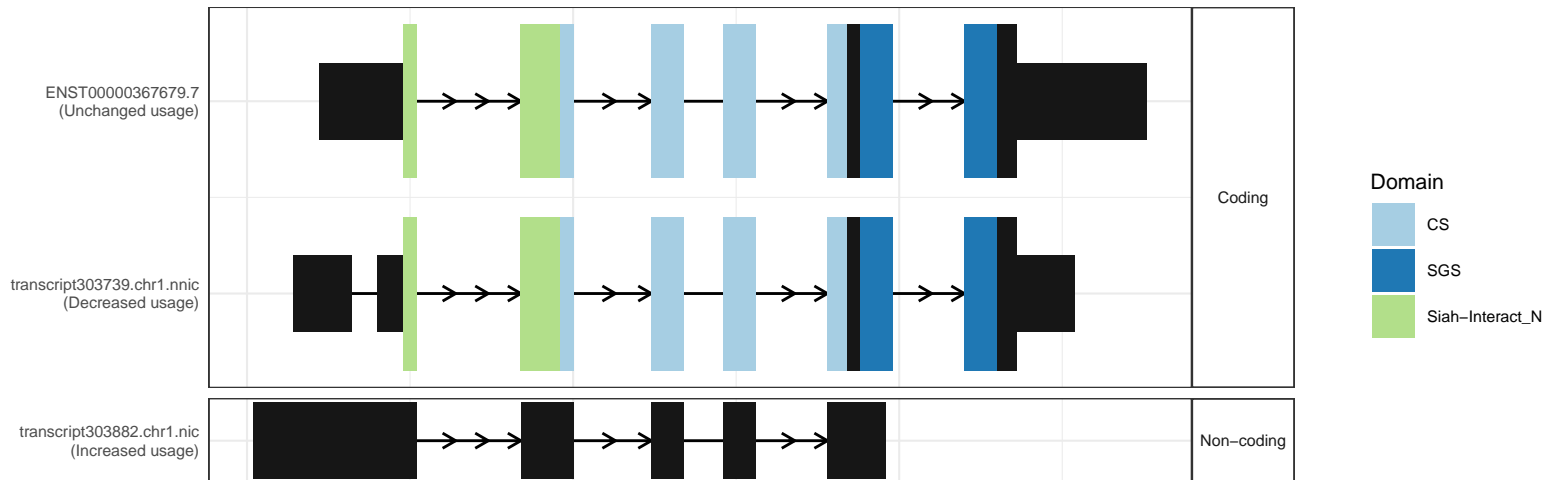 ENST00000367679.7
(Unchanged usage)
transcript303739.chr1.nnic
(Decreased usage)
Coding
transcript303882.chr1.nic
(Increased usage)
Non−coding
Domain
CS
SGS
Siah−Interact_N